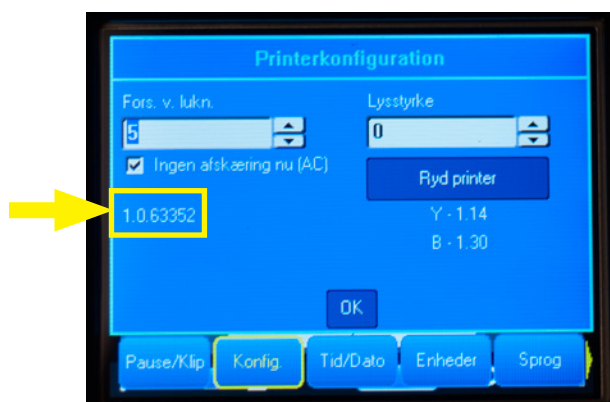 Printerkonfiguration
Fors. v. lukn.
Lysstyrke
5
0
Ingen afskæring nu (AC)
Ryd printer
1.0.63352
Y - 1.14
B - 1.30
OK
Pause/Klip
Konfig.
Tid/Dato
Enheder
Sprog